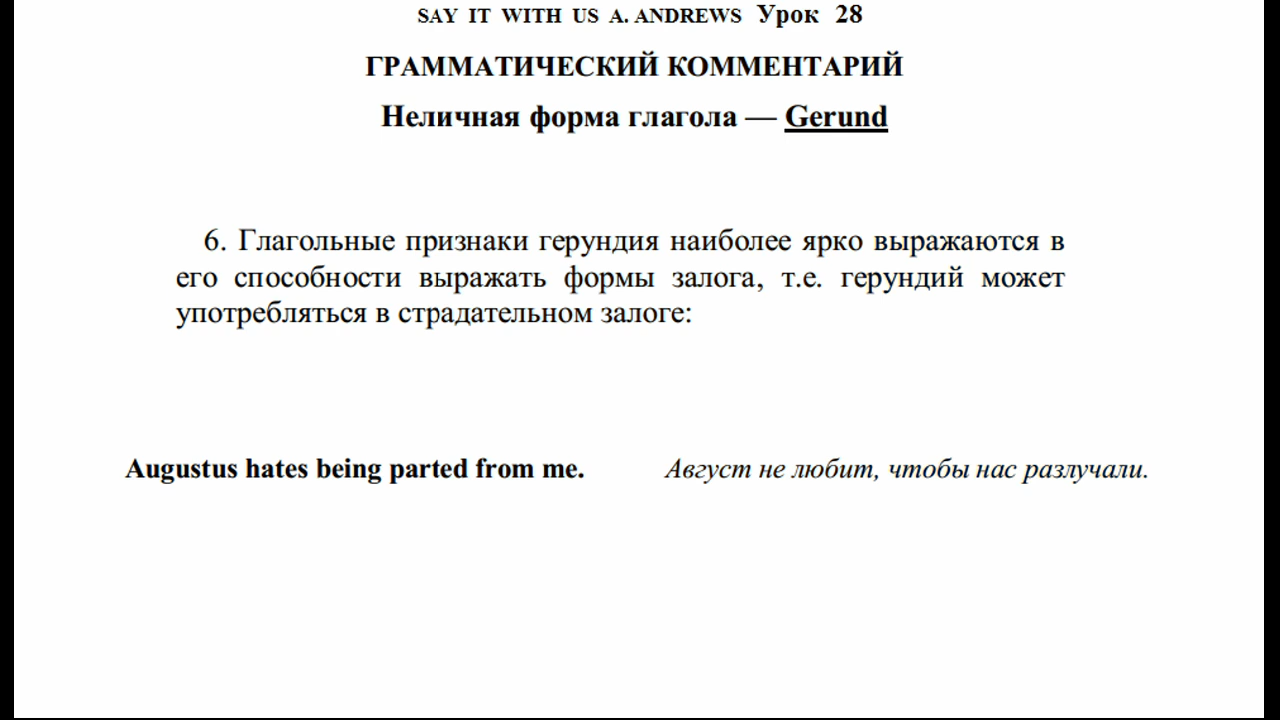 SAY IT WITH US A. ANDREWS Урок 28
ГРАММАТИЧЕСКИЙ КОММЕНТАРИЙ
Неличная форма глагола — Gerund
6. Глагольные признаки герундия наиболее ярко выражаются в
его способности выражать формы залога, т.е. герундий может
употребляться в страдательном залоге:
Augustus hates being parted from me. Август не любит, чтобы нас разлучали.